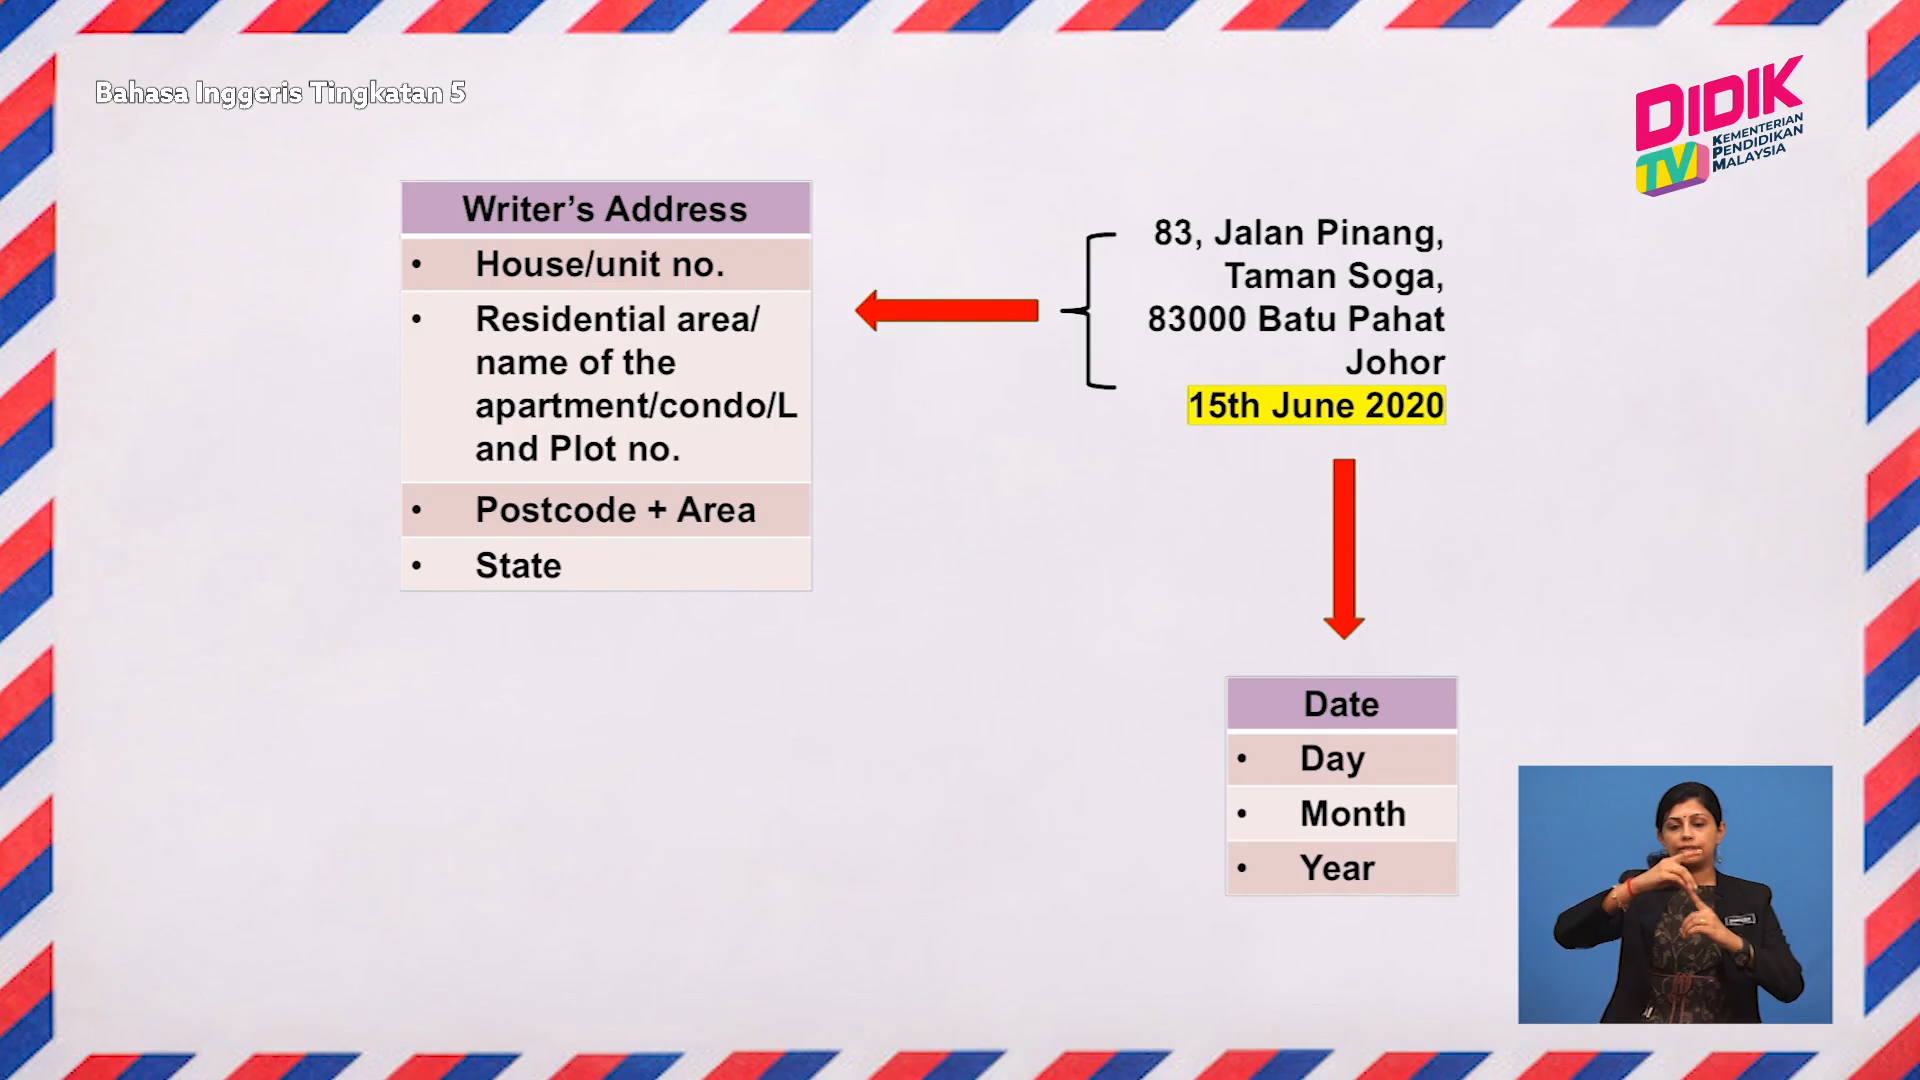 Bahasa Inggeris Tingkatan 5
DIDIK
TV
KEMENTERIAN
PENDIDIKAN
MALAYSIA
Writer's Address
• House/unit no.
• Residential area/
name of the
apartment/condo/L
and Plot no.
• Postcode + Area
• State
83, Jalan Pinang,
Taman Soga,
83000 Batu Pahat
Johor
15th June 2020
Date
• Day
• Month
• Year